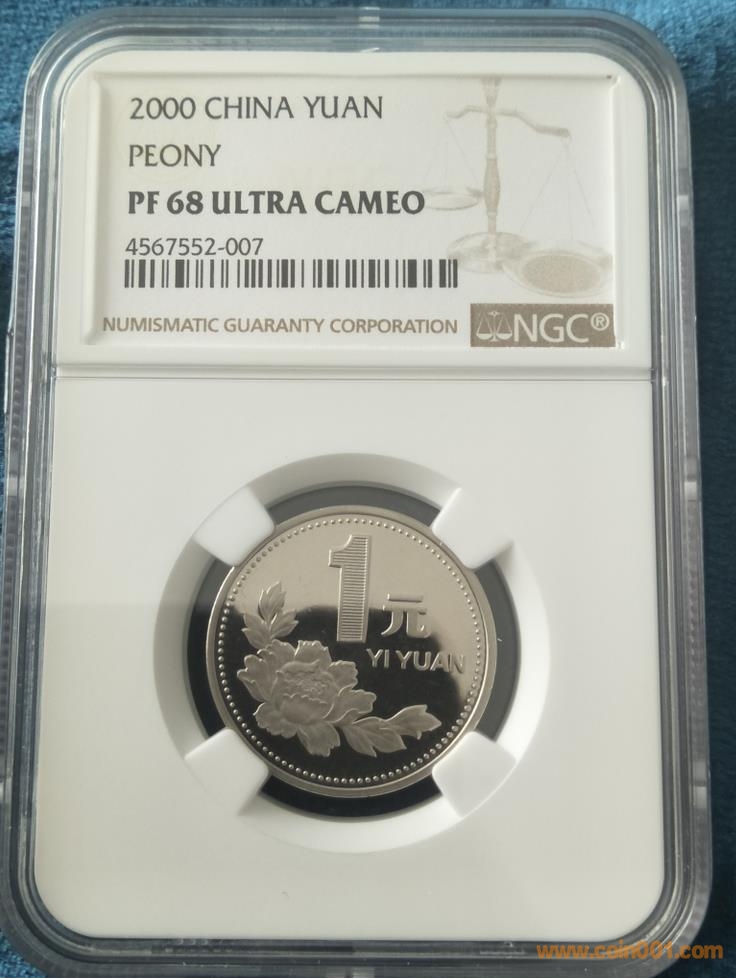 2000 CHINA YUAN
PEONY
PF 68 ULTRA CAMEO
4567552-007
NUMISMATIC GUARANTY CORPORATION
NGC®
1元
YI YUAN
www.coin001.com